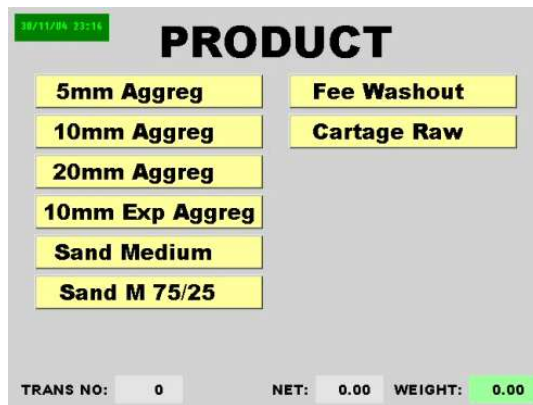 30/11/04 23:14
PRODUCT
5mm Aggreg
10mm Aggreg
20mm Aggreg
10mm Exp Aggreg
Sand Medium
Sand M 75/25
Fee Washout
Cartage Raw
TRANS NO: 0 NET: 0.00 WEIGHT: 0.00